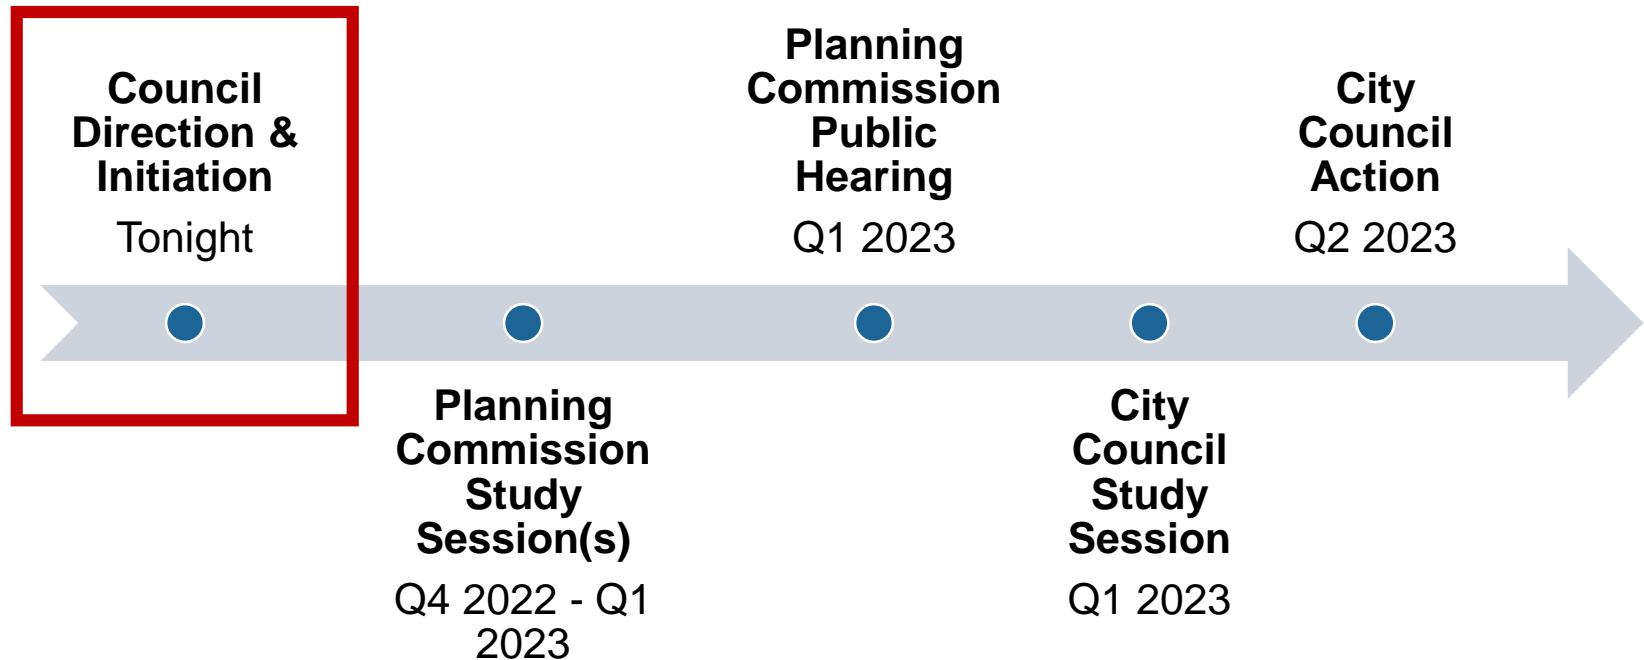 Council
Direction &
Initiation
Tonight
Planning
Commission
Study
Session(s)
Q4 2022 - Q1
2023
Planning
Commission
Public
Hearing
Q1 2023
City
Council
Study
Session
Q1 2023
City
Council
Action
Q2 2023